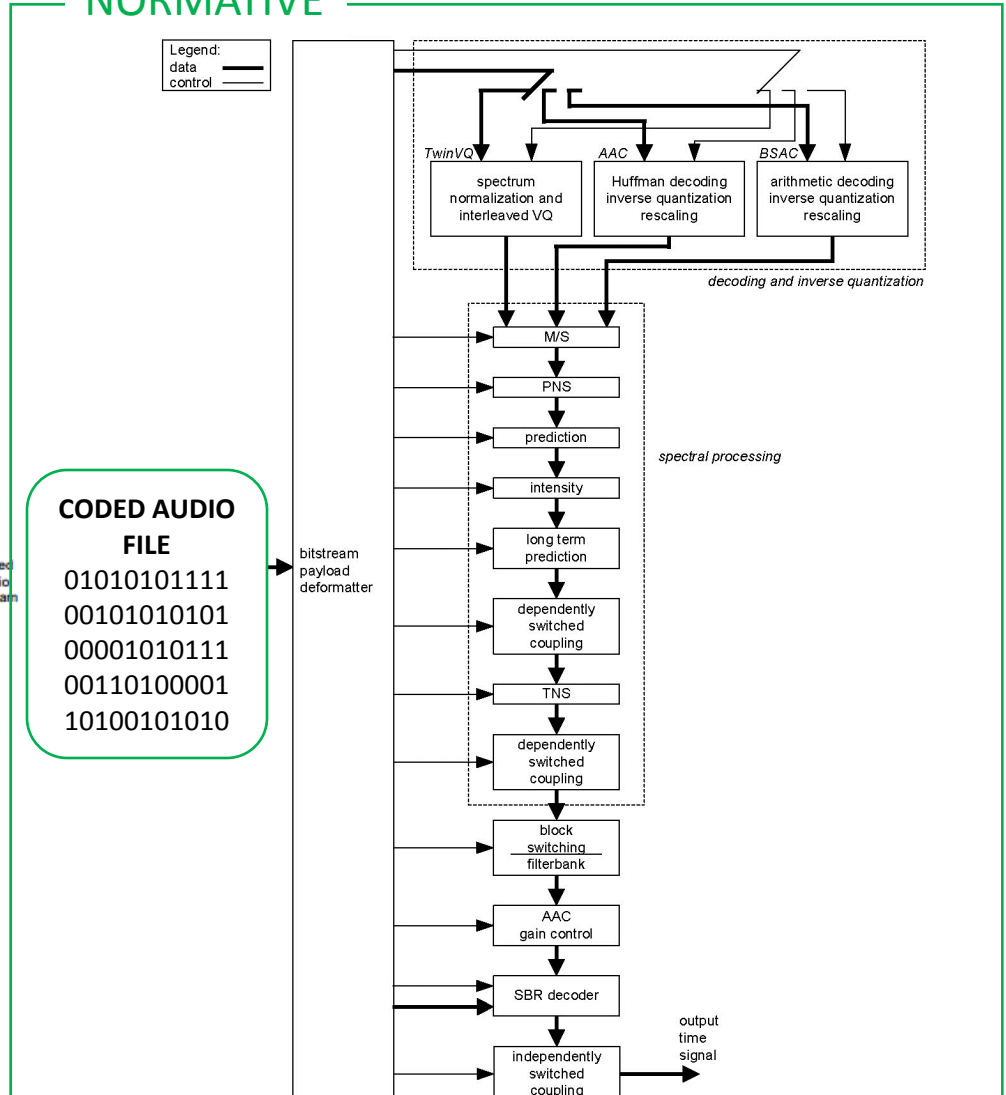 NORMATIVE
Legend:
data
control
TwinVQ
AAC
BSAC
spectrum
normalization and
interleaved VQ
Huffman decoding
inverse quantization
rescaling
arithmetic decoding
inverse quantization
rescaling
decoding and inverse quantization
M/S
PNS
prediction
spectral processing
intensity
CODED AUDIO
FILE
01010101111
00101010101
00001010111
00110100001
10100101010
bitstream
payload
deformatter
long term
prediction
dependently
switched
coupling
TNS
dependently
switched
coupling
block
switching
filterbank
AAC
gain control
SBR decoder
output
time
signal
independently
switched
coupling